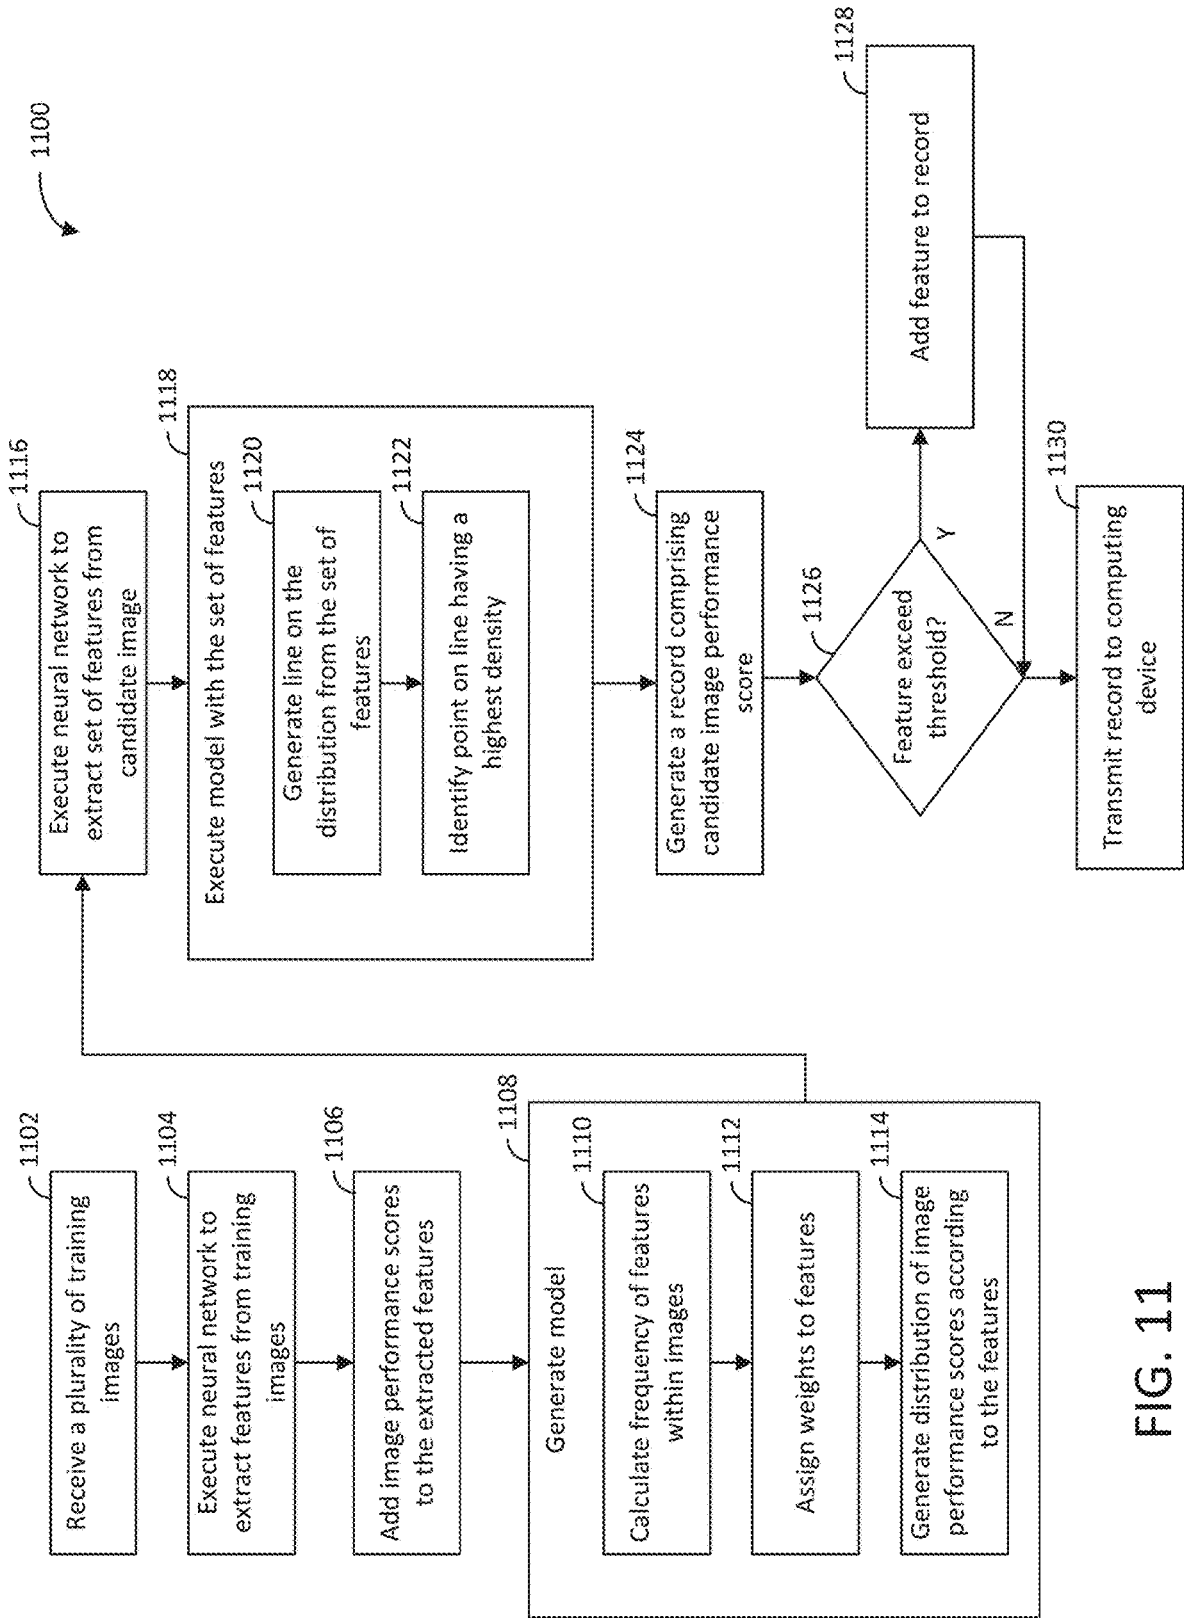 1100
1102
Receive a plurality of training
images
1104
Execute neural network to
extract features from training
images
1106
Add image performance scores
to the extracted features
1108
Generate model
1110
Calculate frequency of features
within images
1112
Assign weights to features
1114
Generate distribution of image
performance scores according
to the features
1116
Execute neural network to
extract set of features from
candidate image
1118
Execute model with the set of features
1120
Generate line on the
distribution from the set of
features
1122
Identify point on line having a
highest density
1124
Generate a record comprising
candidate image performance
score
1126
Feature exceed
threshold?
Y
N
1128
Add feature to record
1130
Transmit record to computing
device
FIG. 11